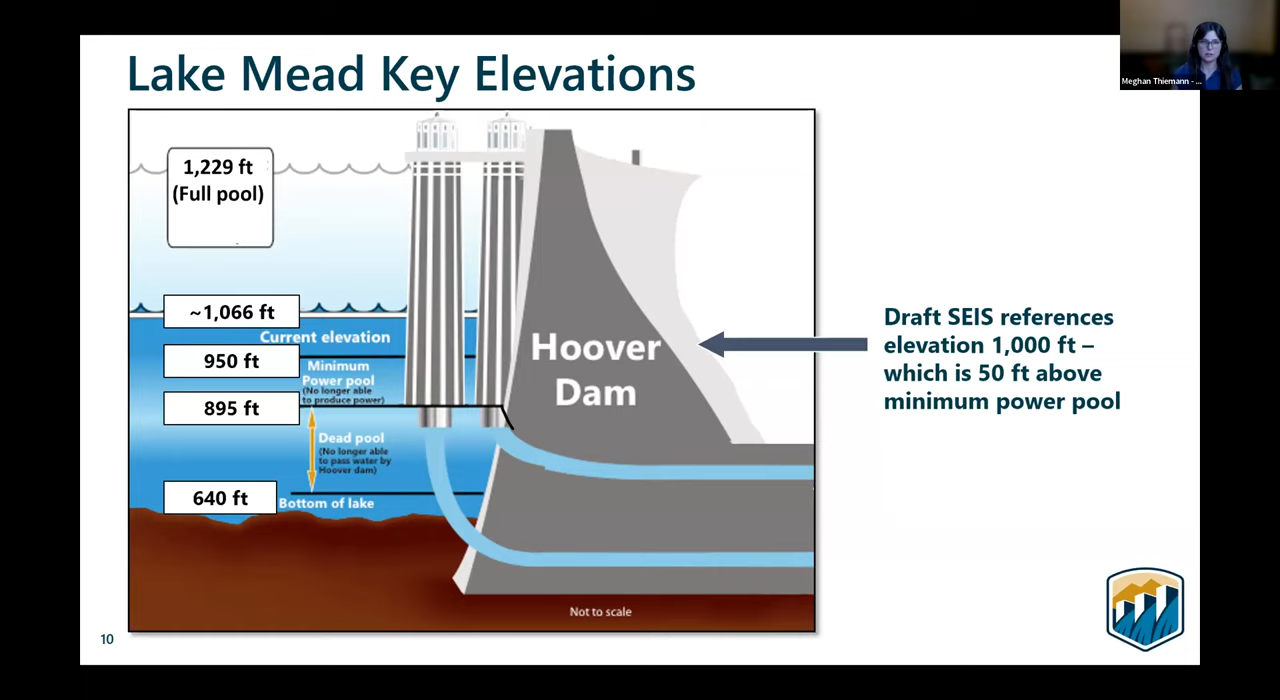 Lake Mead Key Elevations
Meghan Thiemann - ...
1,229 ft
(Full pool)
~1,066 ft
Current elevation
950 ft
Minimum
Power pool
(No longer able
to produce power)
895 ft
Dead pool
(No longer able
to pass water by
Hoover dam)
640 ft
Bottom of lake
Hoover
Dam
Not to scale
Draft SEIS references
elevation 1,000 ft –
which is 50 ft above
minimum power pool
10